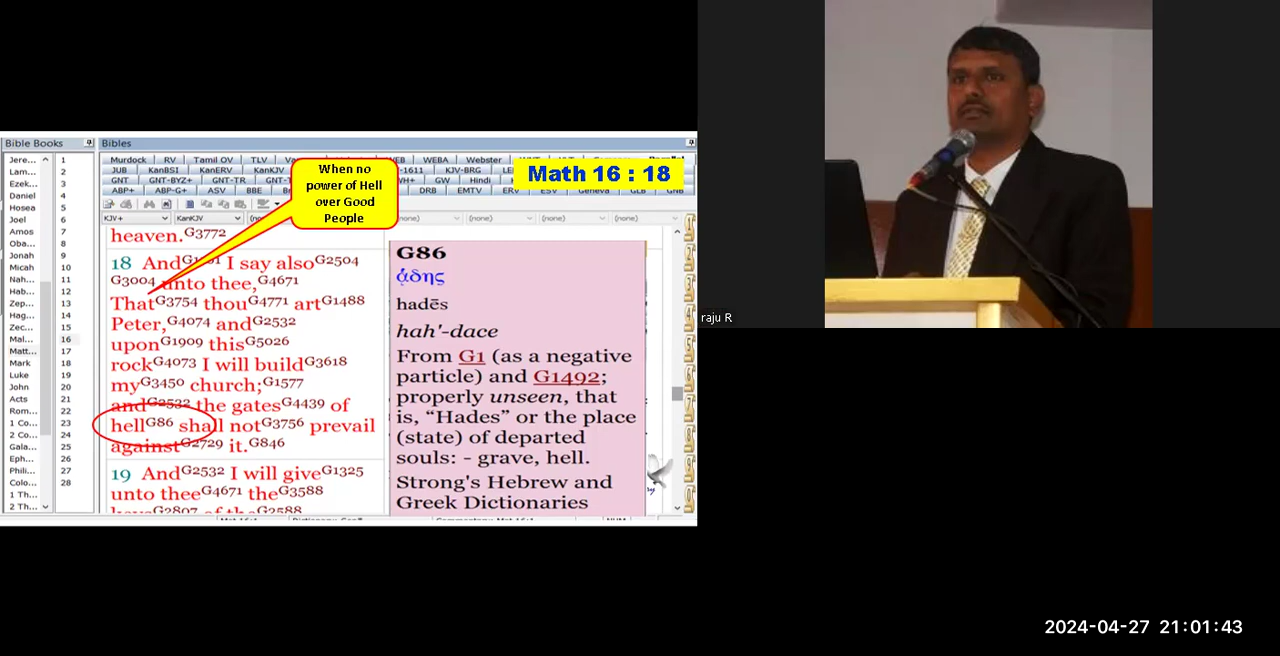 Bible Books
Bibles
Murdock RV Tamil OV TLV WEBA Webster
JUB KanBSI KanERV KanKJV -1611 KJV-BRG
GNT GNT-BYZ+ GNT-TR GW Hindi
ABP+ ABP-G+ ASV BBE DRB EMTV ERV ESV Geneva GLB GNB
Math 16 : 18
When no
power of Hell
over Good
People
KJV+ KanKJV (none) (none) (none)
Jere... 1
Lam... 2
Ezek... 3
Daniel 4
Hosea 5
Joel 6
Amos 7
Oba... 8
Jonah 9
Micah 10
Nah... 11
Hab... 12
Zep... 13
Hag... 14
Zec... 15
Mal... 16
Matt... 17
Mark 18
Luke 19
John 20
Acts 21
Rom... 22
1 Co... 23
2 Co... 24
Gala... 25
Eph... 26
Phili... 27
Colo... 28
1 Th...
2 Th...
heaven.G3772
18 And I say alsoG2504
G3004 unto thee,G4671
ThatG3754 thouG4771 artG1488
Peter,G4074 andG2532
uponG1909 thisG5026
rockG4073 I will buildG3618
myG3450 church;G1577
andG2532 the gatesG4439 of
hellG86 shall notG3756 prevail
againstG2729 it.G846
19 AndG2532 I will giveG1325
unto theeG4671 theG3588
keysG2807 of theG3588
G86
ᾅδης
hadēs
hah'-dace
From G1 (as a negative
particle) and G1492;
properly unseen, that
is, “Hades” or the place
(state) of departed
souls: - grave, hell.
Strong's Hebrew and
Greek Dictionaries
raju R
2024-04-27 21:01:43